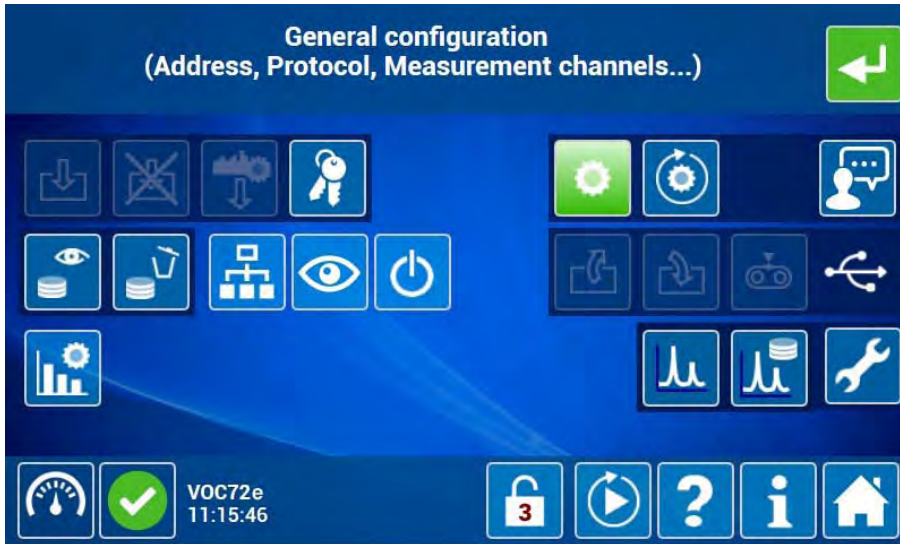 General configuration
(Address, Protocol, Measurement channels...)
VOC72e
11:15:46
3
?
i